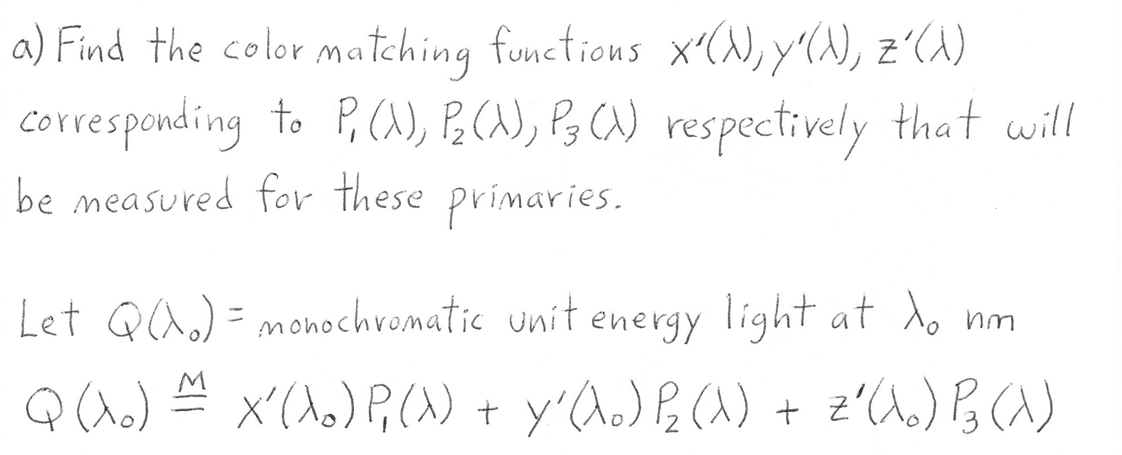 a) Find the color matching functions x'(λ), y'(λ), z'(λ)
corresponding to P₁(λ), P₂(λ), P₃(λ) respectively that will
be measured for these primaries.
Let Q(λ₀) = monochromatic unit energy light at λ₀ nm
Q(λ₀) ≞ x'(λ₀)P₁(λ) + y'(λ₀)P₂(λ) + z'(λ₀)P₃(λ)